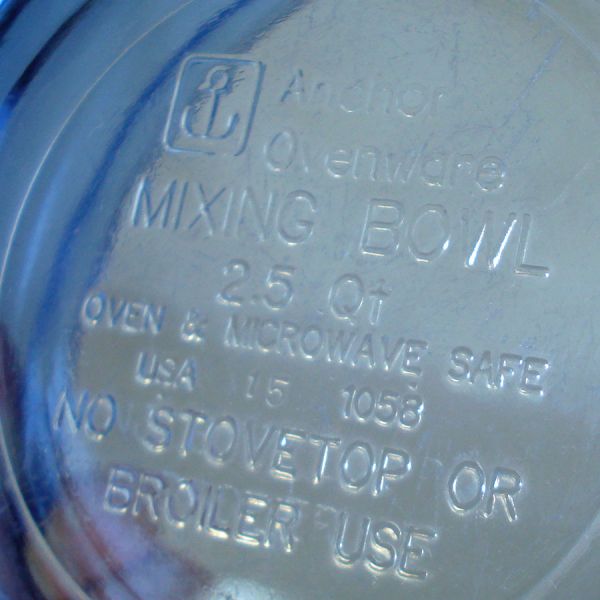 Anchor
Ovenware
MIXING BOWL
2.5 Qt
OVEN & MICROWAVE SAFE
USA 15 1058
NO STOVETOP OR
BROILER USE